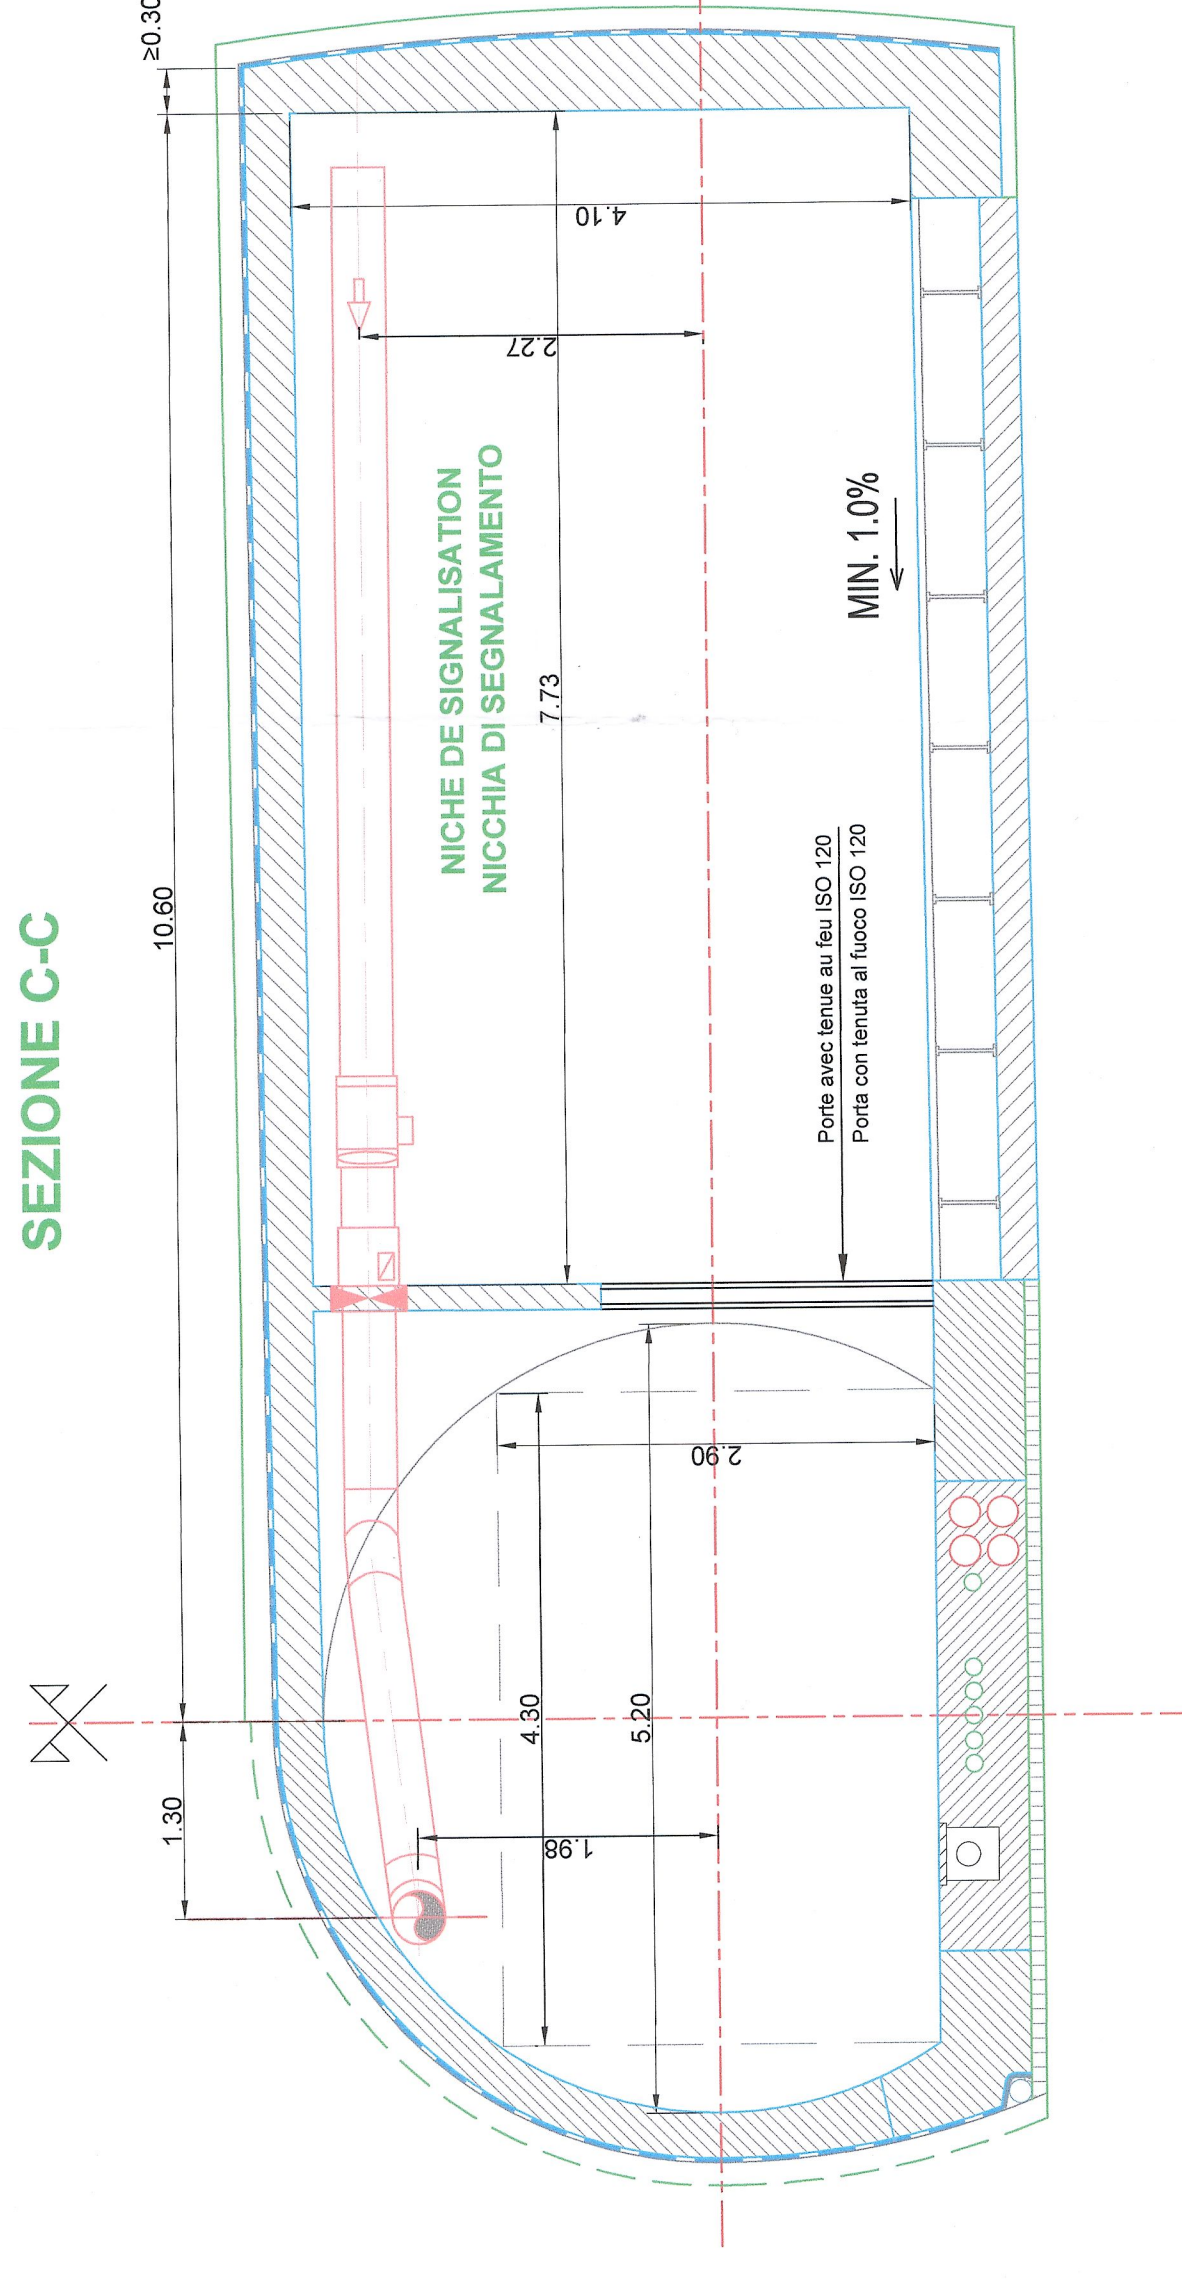 SEZIONE C-C
≥0.30
10.60
1.30
4.10
2.27
7.73
NICHE DE SIGNALISATION
NICCHIA DI SEGNALAMENTO
MIN. 1.0%
Porte avec tenue au feu ISO 120
Porta con tenuta al fuoco ISO 120
2.90
4.30
5.20
1.98